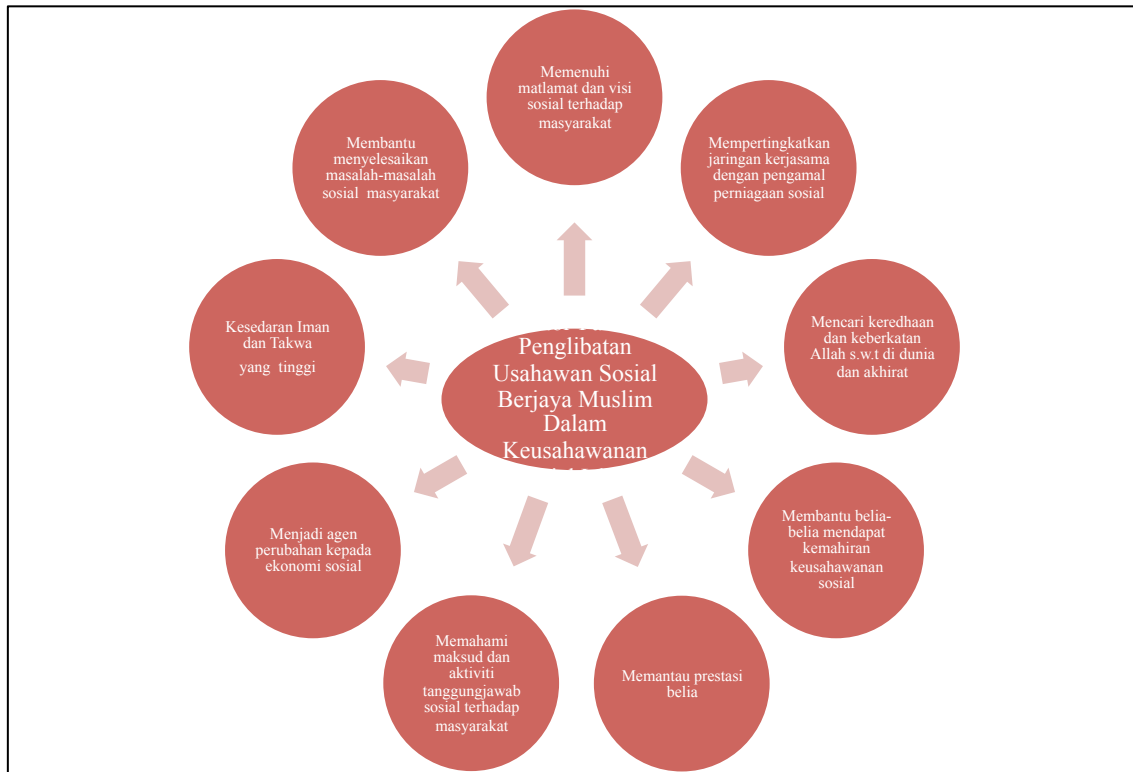 Memenuhi
matlamat dan visi
sosial terhadap
masyarakat
Mempertingkatkan
jaringan kerjasama
dengan pengamal
perniagaan sosial
Mencari keredhaan
dan keberkatan
Allah s.w.t di dunia
dan akhirat
Membantu belia-
belia mendapat
kemahiran
keusahawanan
sosial
Memantau prestasi
belia
Memahami
maksud dan
aktiviti
tanggungjawab
sosial terhadap
masyarakat
Menjadi agen
perubahan kepada
ekonomi sosial
Kesedaran Iman
dan Takwa
yang tinggi
Membantu
menyelesaikan
masalah-masalah
sosial masyarakat
Penglibatan
Usahawan Sosial
Berjaya Muslim
Dalam
Keusahawanan